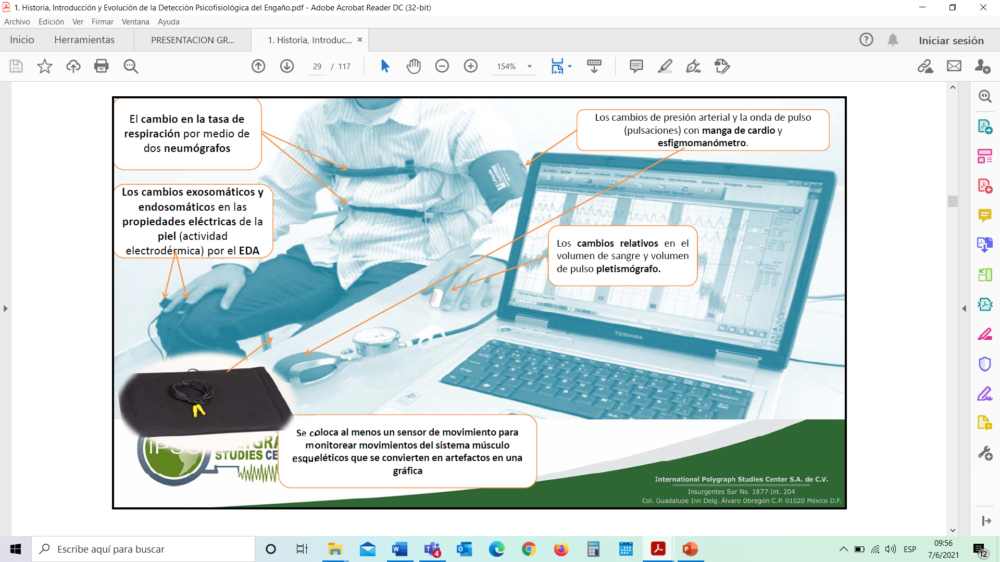 1. Historia, Introducción y Evolución de la Detección Psicofisiológica del Engaño.pdf - Adobe Acrobat Reader DC (32-bit)
Archivo Edición Ver Firmar Ventana Ayuda
Inicio Herramientas PRESENTACION GR... 1. Historia, Introduc... Iniciar sesión
29 / 117 154%
El cambio en la tasa de
respiración por medio de
dos neumógrafos
Los cambios de presión arterial y la onda de pulso
(pulsaciones) con manga de cardio y
esfigmomanómetro.
Los cambios exosomáticos y
endosomáticos en las
propiedades eléctricas de la
piel (actividad
electrodérmica) por el EDA
Los cambios relativos en el
volumen de sangre y volumen
de pulso pletismógrafo.
TOSHIBA
Se coloca al menos un sensor de movimiento para
monitorear movimientos del sistema músculo
esqueléticos que se convierten en artefactos en una
gráfica
IPSC
STUDIES CE
International Polygraph Studies Center S.A. de C.V.
Insurgentes Sur No. 1877 Int. 204
Col. Guadalupe Inn Delg. Álvaro Obregón C.P. 01020 México D.F.
Escribe aquí para buscar
4
ESP
09:56
7/6/2021
12